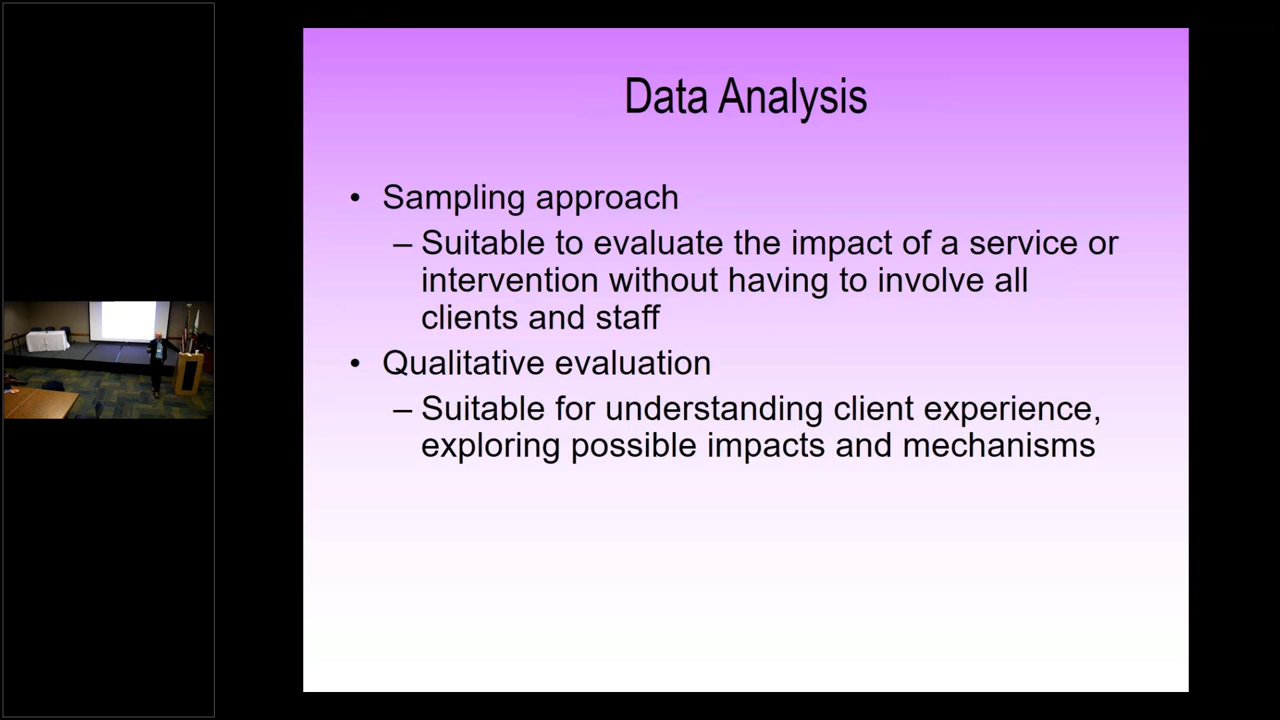 Data Analysis
• Sampling approach
– Suitable to evaluate the impact of a service or
intervention without having to involve all
clients and staff
• Qualitative evaluation
– Suitable for understanding client experience,
exploring possible impacts and mechanisms